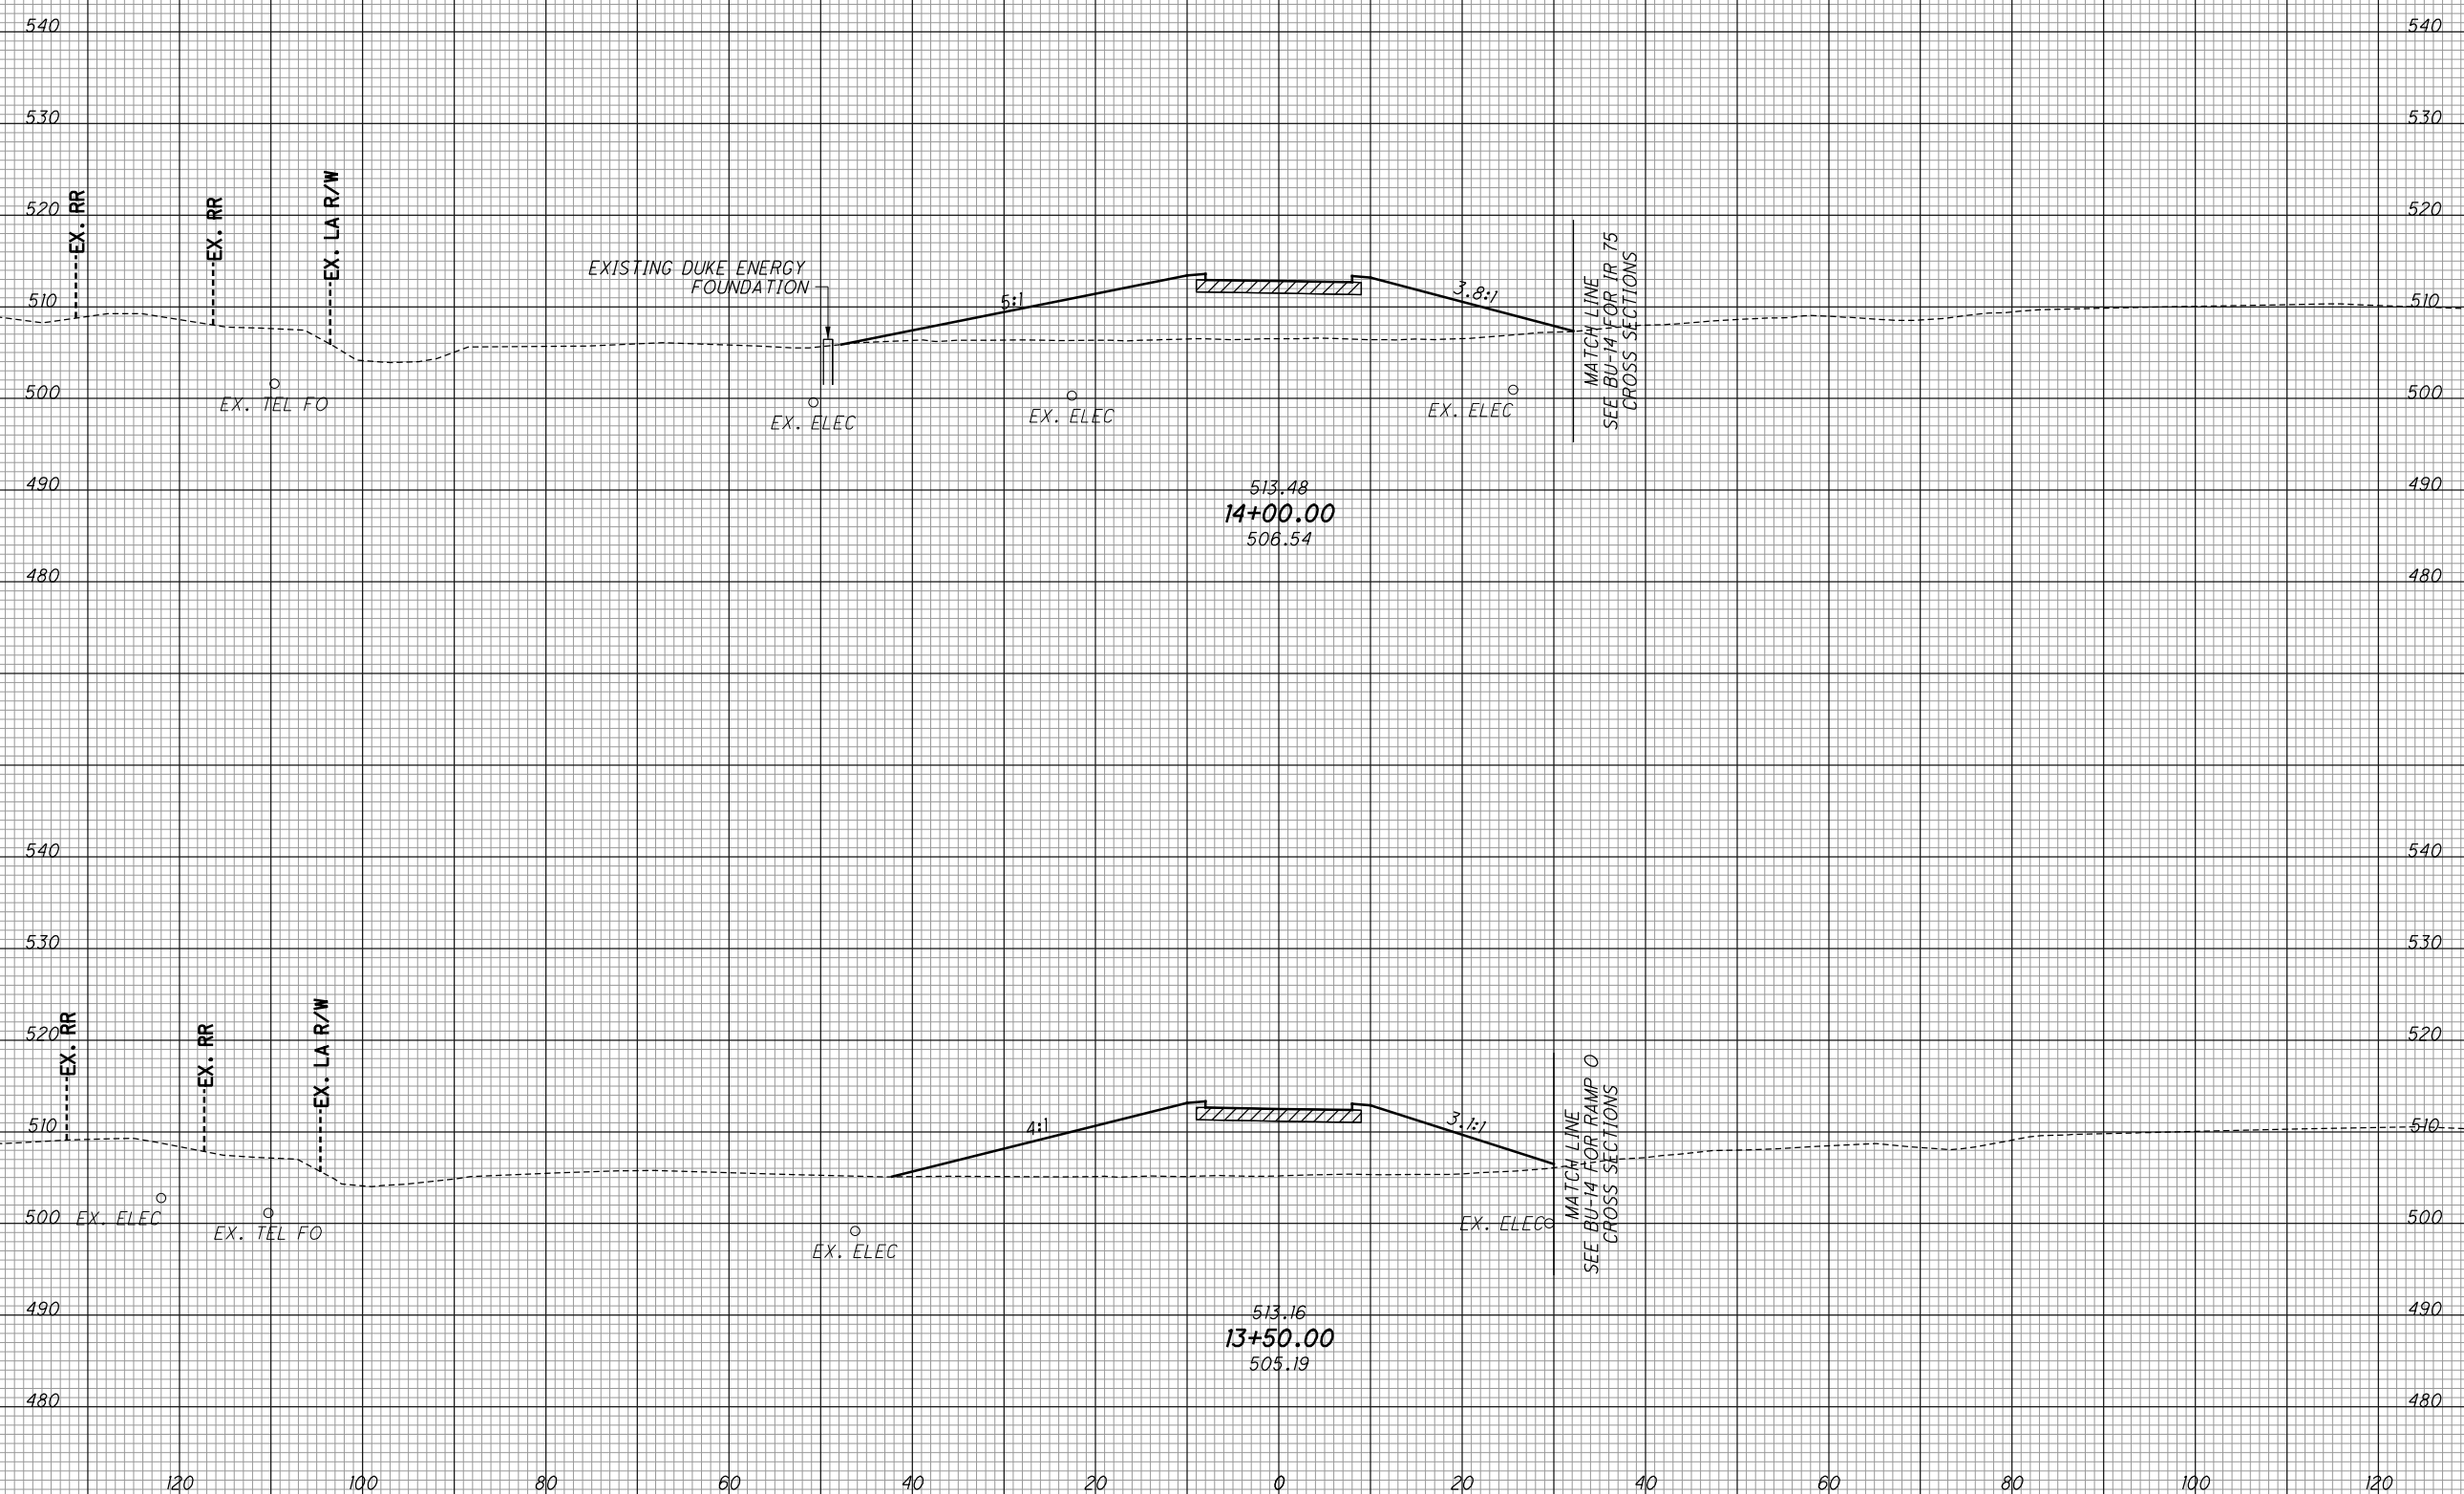 540 540
530 530
520 520
EX. RR
EX. RR
EX. LA R/W
EXISTING DUKE ENERGY
FOUNDATION
510 510
5:1
3.8:1
MATCH LINE
SEE BU-14 FOR IR 75
CROSS SECTIONS
500 500
EX. TEL FO
EX. ELEC
EX. ELEC
EX. ELEC
490 490
513.48
14+00.00
506.54
480 480
540 540
530 530
520 520
EX. RR
EX. RR
EX. LA R/W
510 510
4:1
3.1:1
MATCH LINE
SEE BU-14 FOR RAMP O
CROSS SECTIONS
500 500
EX. ELEC
EX. TEL FO
EX. ELEC
EX. ELEC
490 490
513.16
13+50.00
505.19
480 480
120 100 80 60 40 20 0 20 40 60 80 100 120